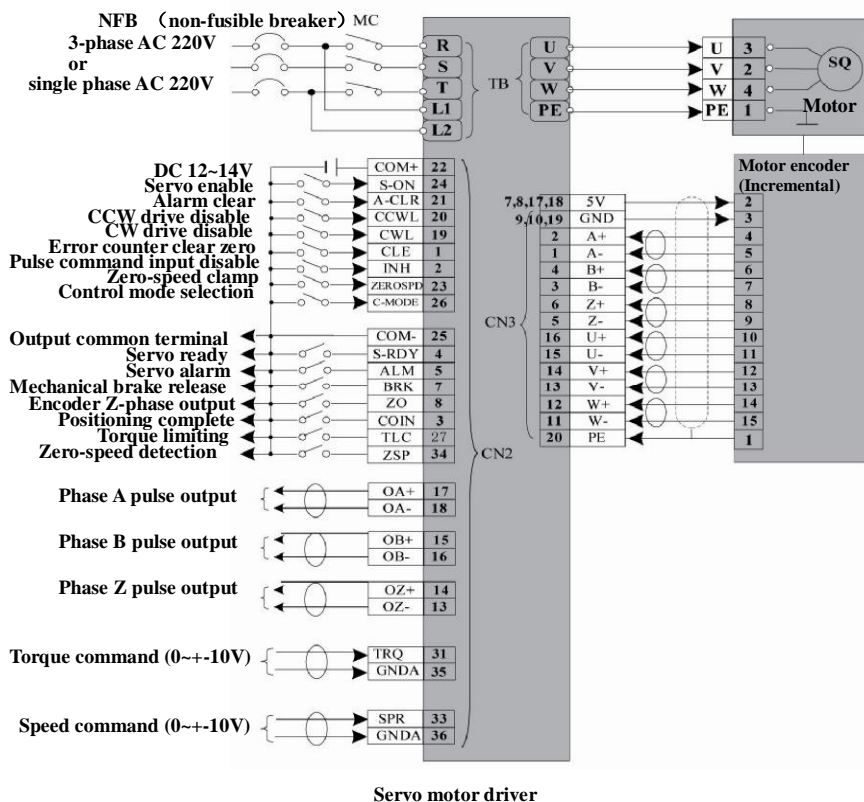 NFB （non-fusible breaker） MC
3-phase AC 220V
or
single phase AC 220V
R
S
T
L1
L2
TB
U
V
W
PE
U 3
V 2
W 4
PE 1
SQ
Motor
DC 12~14V COM+ 22
Servo enable S-ON 24
Alarm clear A-CLR 21
CCW drive disable CCWL 20
CW drive disable CWL 19
Error counter clear zero CLE 1
Pulse command input disable INH 2
Zero-speed clamp ZEROSPD 23
Control mode selection C-MODE 26
Output common terminal COM- 25
Servo ready S-RDY 4
Servo alarm ALM 5
Mechanical brake release BRK 7
Encoder Z-phase output ZO 8
Positioning complete COIN 3
Torque limiting TLC 27
Zero-speed detection ZSP 34
CN2
Phase A pulse output
OA+ 17
OA- 18
Phase B pulse output
OB+ 15
OB- 16
Phase Z pulse output
OZ+ 14
OZ- 13
Torque command (0~+-10V)
TRQ 31
GNDA 35
Speed command (0~+-10V)
SPR 33
GNDA 36
CN3
Motor encoder
(Incremental)
7,8,17,18 5V 2
9,10,19 GND 3
2 A+ 4
1 A- 5
4 B+ 6
3 B- 7
6 Z+ 8
5 Z- 9
16 U+ 10
15 U- 11
14 V+ 12
13 V- 13
12 W+ 14
11 W- 15
20 PE 1
Servo motor driver